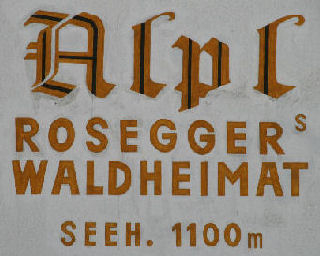 Alpl
ROSEGGERS
WALDHEIMAT
SEEH. 1100m